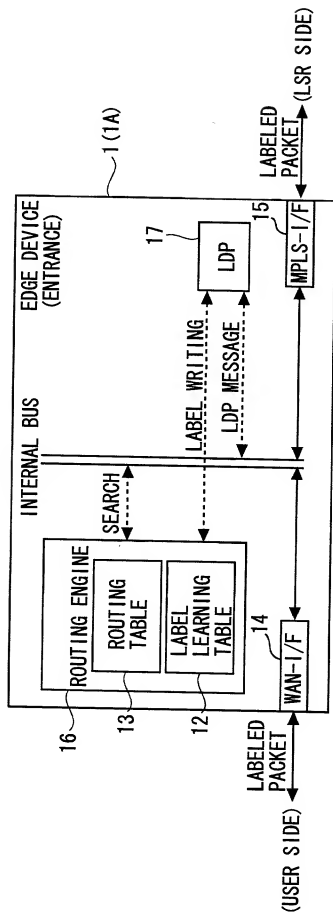 1 (1A)
EDGE DEVICE
(ENTRANCE)
INTERNAL BUS
ROUTING ENGINE
16
ROUTING
TABLE
13
LABEL
LEARNING
TABLE
12
SEARCH
LABEL WRITING
LDP MESSAGE
17
LDP
LABELED
PACKET
(USER SIDE)
14
WAN-I/F
15
MPLS-I/F
LABELED
PACKET
(LSR SIDE)